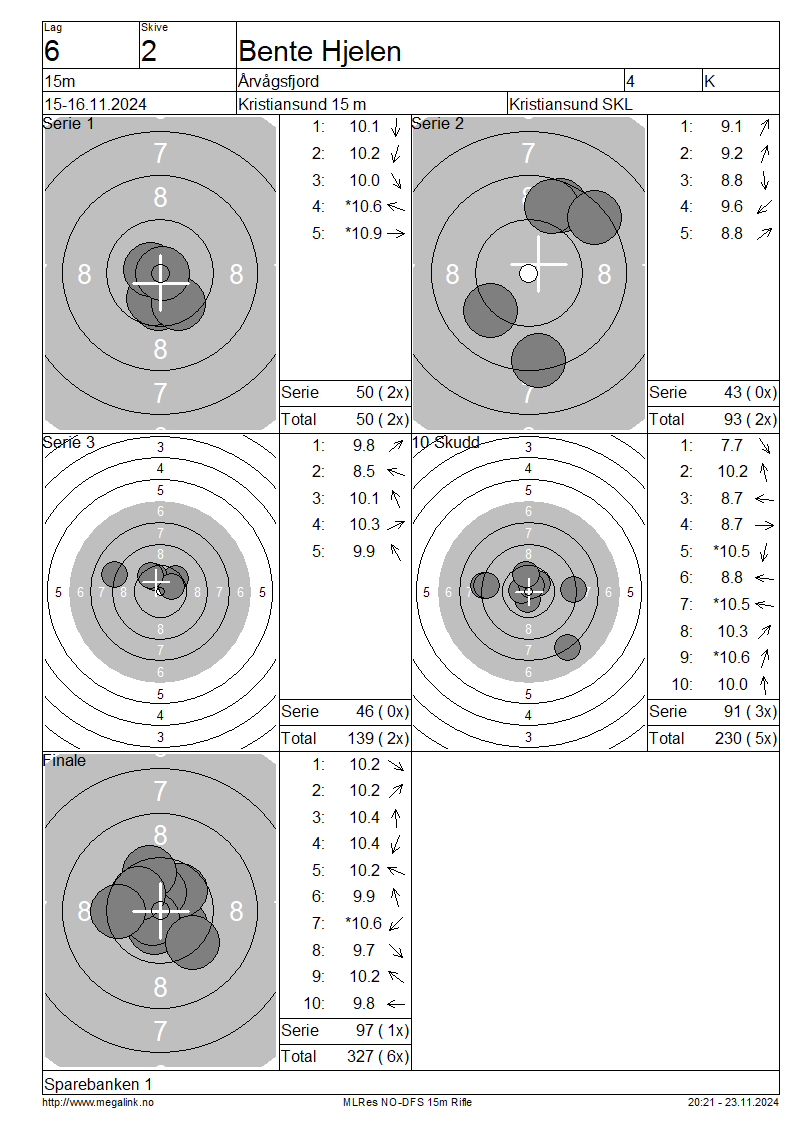 Lag
Skive
6
2
Bente Hjelen
15m
Årvågsfjord
4
K
15-16.11.2024
Kristiansund 15 m
Kristiansund SKL
Serie 1
7
8
8
8
8
7
1: 10.1
2: 10.2
3: 10.0
4: *10.6
5: *10.9
Serie 50 ( 2x)
Total 50 ( 2x)
Serie 2
7
8
8
8
7
1: 9.1
2: 9.2
3: 8.8
4: 9.6
5: 8.8
Serie 43 ( 0x)
Total 93 ( 2x)
Serie 3
3
4
5
6
7
8
5 6 7 8 8 7 6 5
8
7
6
5
4
3
1: 9.8
2: 8.5
3: 10.1
4: 10.3
5: 9.9
Serie 46 ( 0x)
Total 139 ( 2x)
10 Skudd
3
4
5
6
7
8
5 6 7 8 7 6 5
8
7
6
5
4
3
1: 7.7
2: 10.2
3: 8.7
4: 8.7
5: *10.5
6: 8.8
7: *10.5
8: 10.3
9: *10.6
10: 10.0
Serie 91 ( 3x)
Total 230 ( 5x)
Finale
7
8
8
8
8
7
1: 10.2
2: 10.2
3: 10.4
4: 10.4
5: 10.2
6: 9.9
7: *10.6
8: 9.7
9: 10.2
10: 9.8
Serie 97 ( 1x)
Total 327 ( 6x)
Sparebanken 1
http://www.megalink.no
MLRes NO-DFS 15m Rifle
20:21 - 23.11.2024